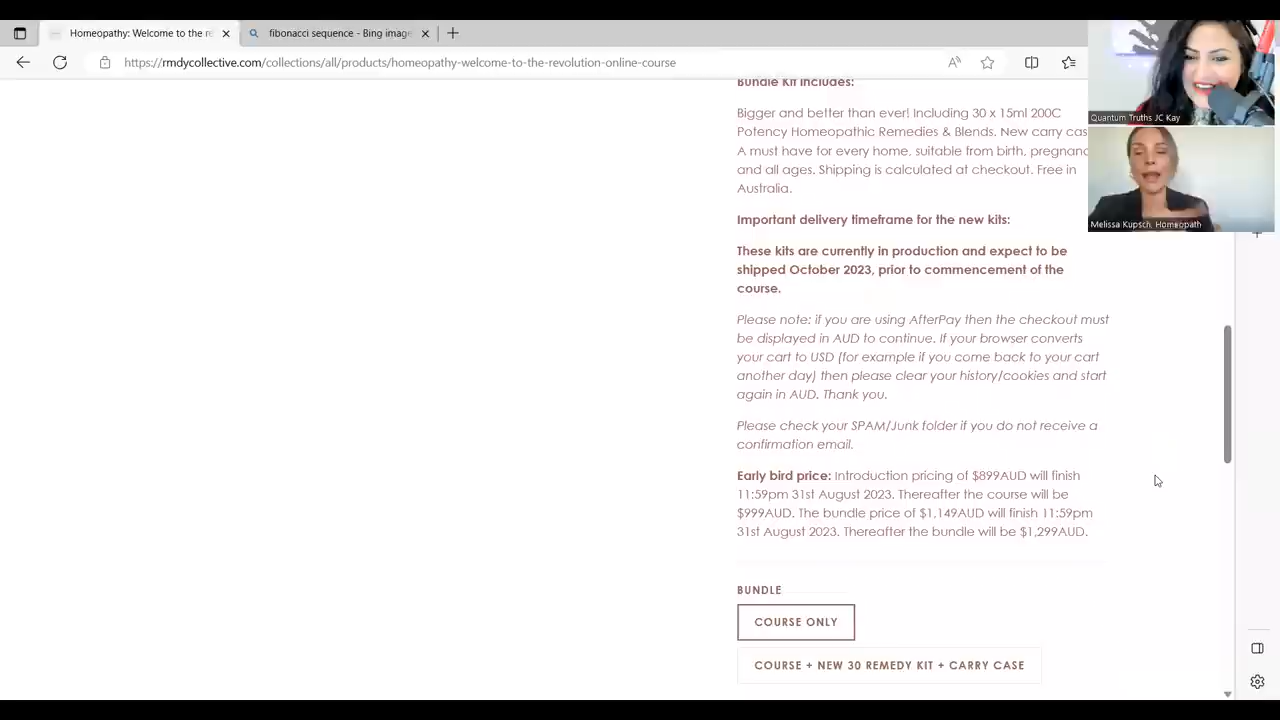 Homeopathy: Welcome to the re
fibonacci sequence - Bing image
https://rmdycollective.com/collections/all/products/homeopathy-welcome-to-the-revolution-online-course
Bundle Kit includes:
Bigger and better than ever! Including 30 x 15ml 200C
Potency Homeopathic Remedies & Blends. New carry cas
A must have for every home, suitable from birth, pregnanc
and all ages. Shipping is calculated at checkout. Free in
Australia.
Important delivery timeframe for the new kits:
These kits are currently in production and expect to be
shipped October 2023, prior to commencement of the
course.
Please note: if you are using AfterPay then the checkout must
be displayed in AUD to continue. If your browser converts
your cart to USD (for example if you come back to your cart
another day) then please clear your history/cookies and start
again in AUD. Thank you.
Please check your SPAM/Junk folder if you do not receive a
confirmation email.
Early bird price: Introduction pricing of $899AUD will finish
11:59pm 31st August 2023. Thereafter the course will be
$999AUD. The bundle price of $1,149AUD will finish 11:59pm
31st August 2023. Thereafter the bundle will be $1,299AUD.
BUNDLE
COURSE ONLY
COURSE + NEW 30 REMEDY KIT + CARRY CASE
Quantum Truths JC Kay
Melissa Kupsch, Homeopath